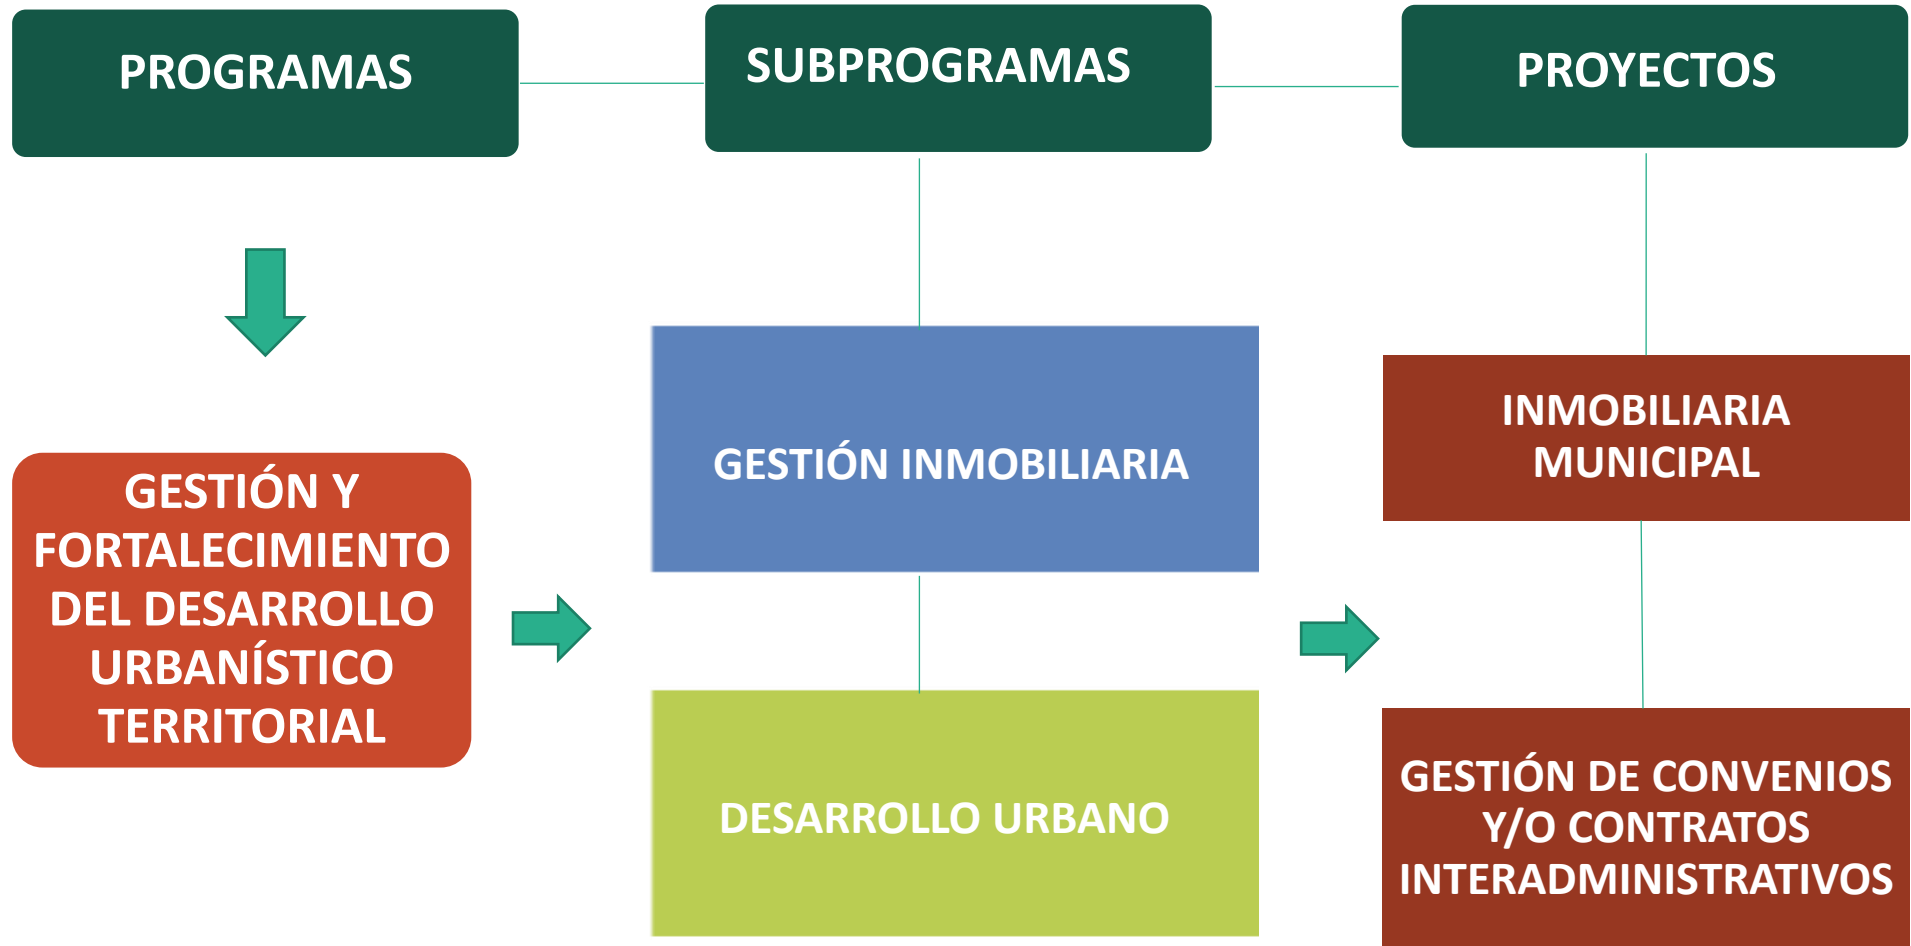 PROGRAMAS
SUBPROGRAMAS
PROYECTOS
GESTIÓN Y
FORTALECIMIENTO
DEL DESARROLLO
URBANÍSTICO
TERRITORIAL
GESTIÓN INMOBILIARIA
DESARROLLO URBANO
INMOBILIARIA
MUNICIPAL
GESTIÓN DE CONVENIOS
Y/O CONTRATOS
INTERADMINISTRATIVOS